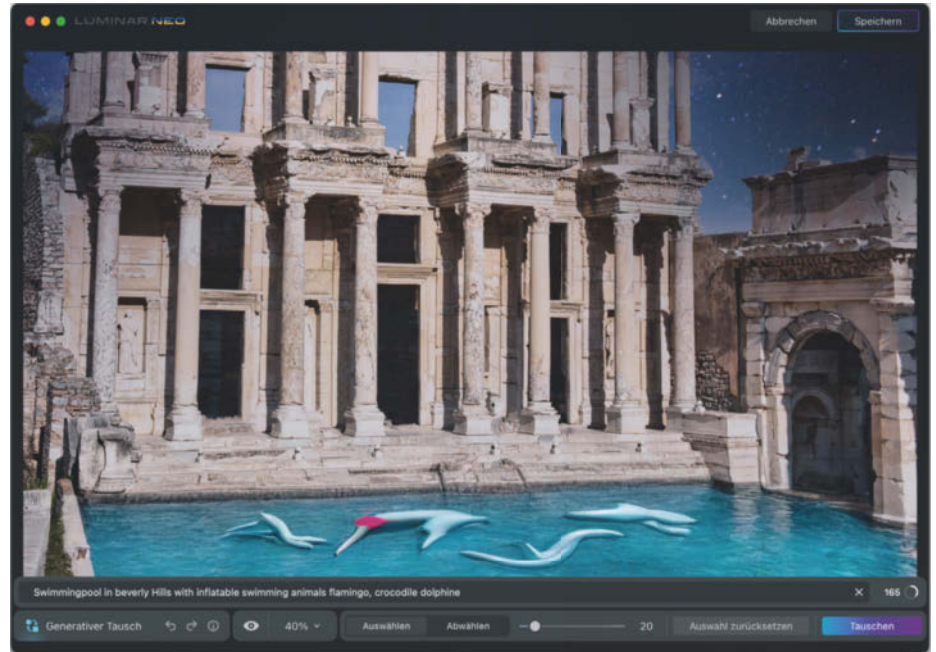 LUMINAR NEO
Abbrechen
Speichern
Swimmingpool in beverly Hills with inflatable swimming animals flamingo, crocodile dolphine
165
Generativer Tausch
40%
Auswählen
Abwählen
20
Auswahl zurücksetzen
Tauschen